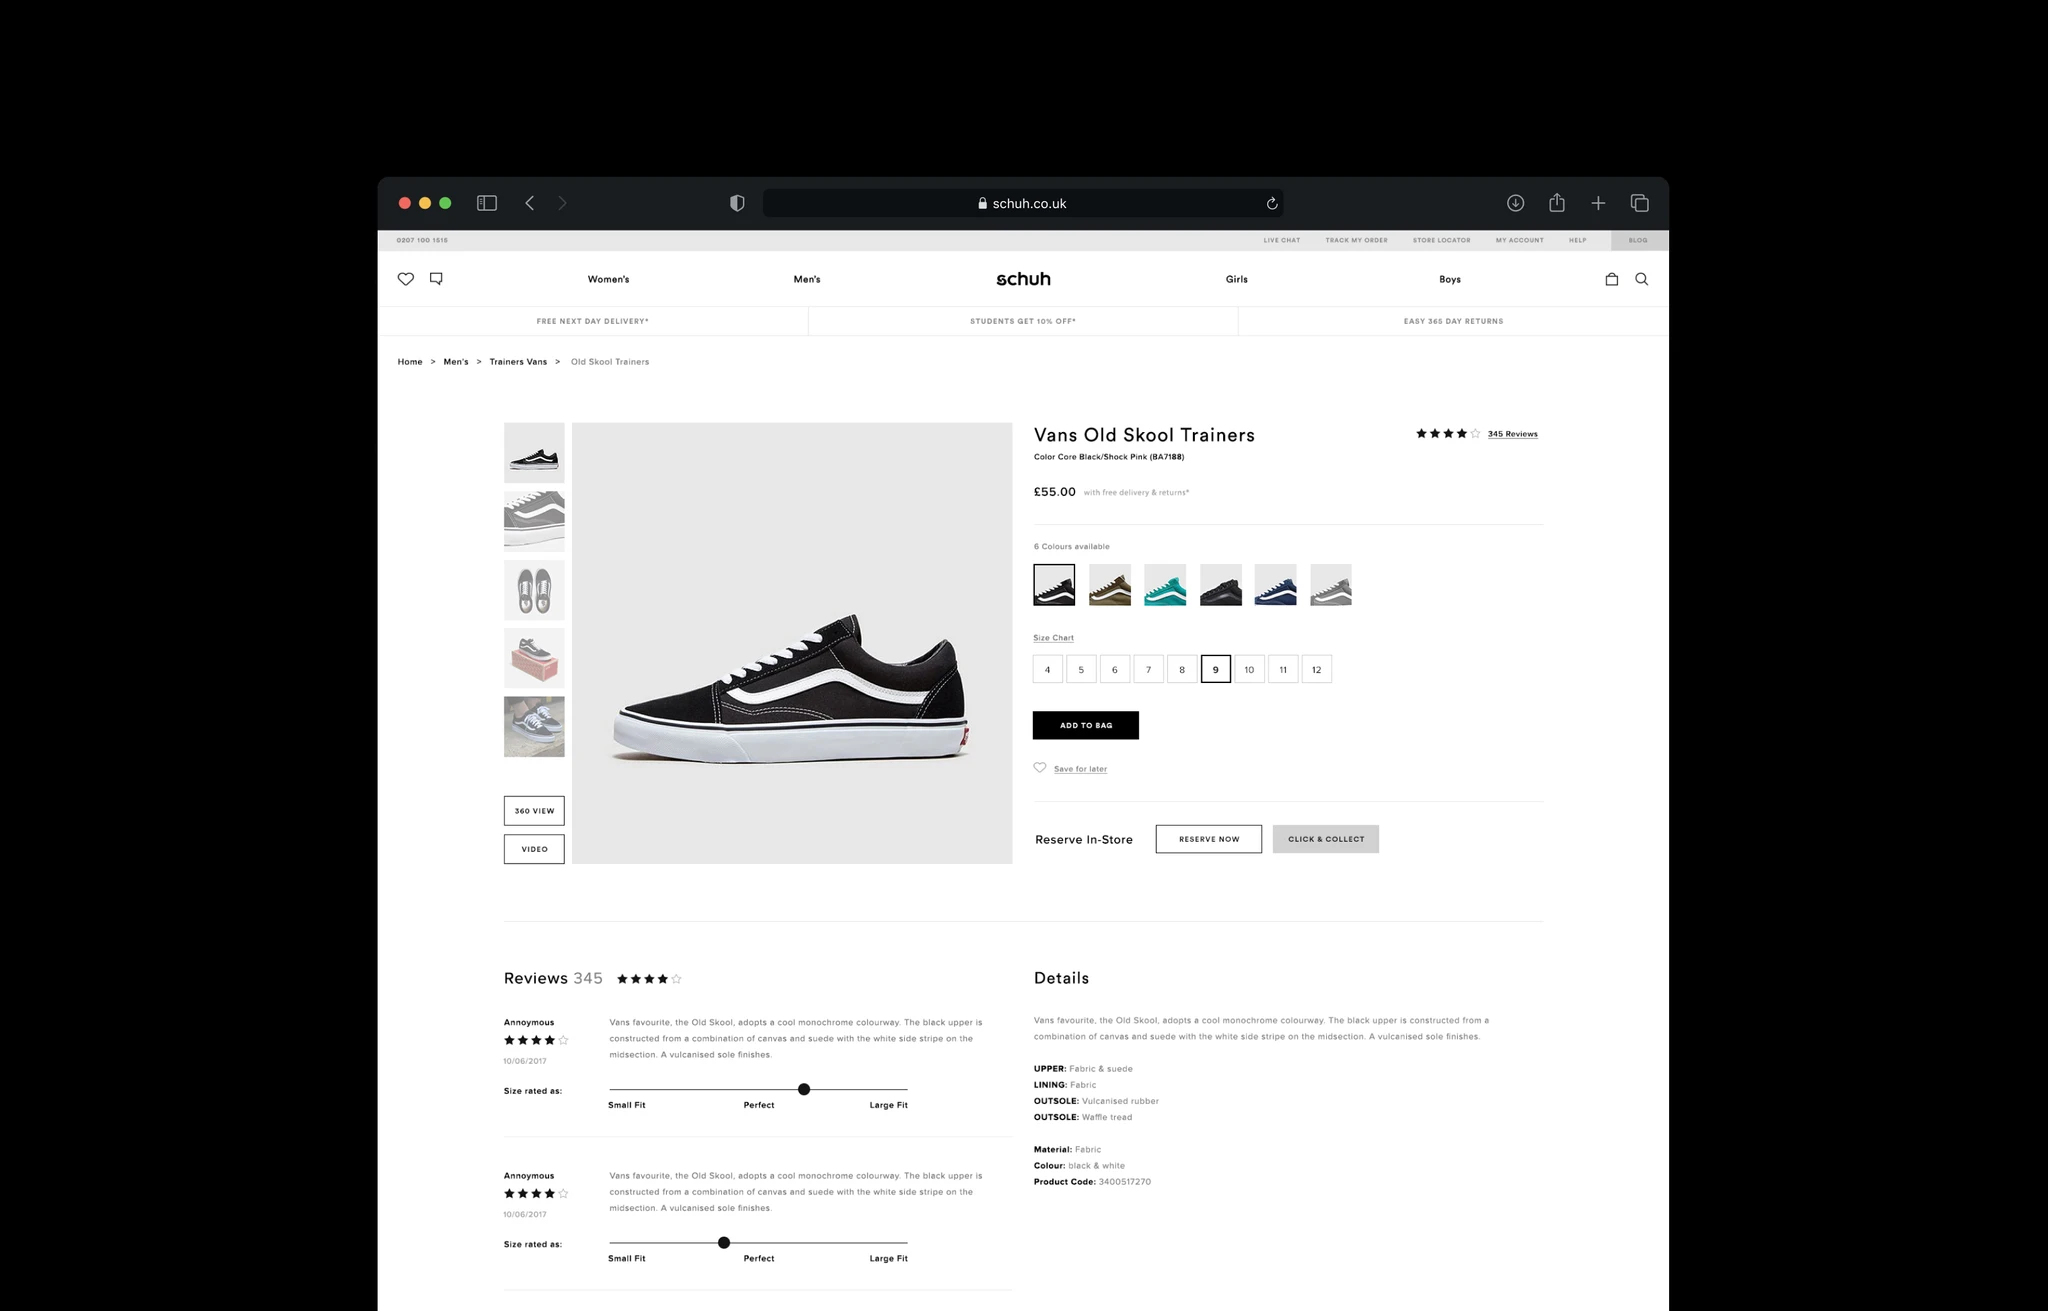 schuh.co.uk
0207 100 1515
LIVE CHAT
TRACK MY ORDER
STORE LOCATOR
MY ACCOUNT
HELP
BLOG
Women's
Men's
schuh
Girls
Boys
FREE NEXT DAY DELIVERY*
STUDENTS GET 10% OFF*
EASY 365 DAY RETURNS
Home > Men's > Trainers Vans > Old Skool Trainers
Vans Old Skool Trainers
345 Reviews
Color Core Black/Shock Pink (BA7188)
£55.00 with free delivery & returns*
6 Colours available
Size Chart
4 5 6 7 8 9 10 11 12
ADD TO BAG
Save for later
360 VIEW
VIDEO
Reserve In-Store
RESERVE NOW
CLICK & COLLECT
Reviews 345
Annoymous
10/06/2017
Vans favourite, the Old Skool, adopts a cool monochrome colourway. The black upper is
constructed from a combination of canvas and suede with the white side stripe on the
midsection. A vulcanised sole finishes.
Size rated as:
Small Fit Perfect Large Fit
Annoymous
10/06/2017
Vans favourite, the Old Skool, adopts a cool monochrome colourway. The black upper is
constructed from a combination of canvas and suede with the white side stripe on the
midsection. A vulcanised sole finishes.
Size rated as:
Small Fit Perfect Large Fit
Details
Vans favourite, the Old Skool, adopts a cool monochrome colourway. The black upper is constructed from a
combination of canvas and suede with the white side stripe on the midsection. A vulcanised sole finishes.
UPPER: Fabric & suede
LINING: Fabric
OUTSOLE: Vulcanised rubber
OUTSOLE: Waffle tread
Material: Fabric
Colour: black & white
Product Code: 3400517270